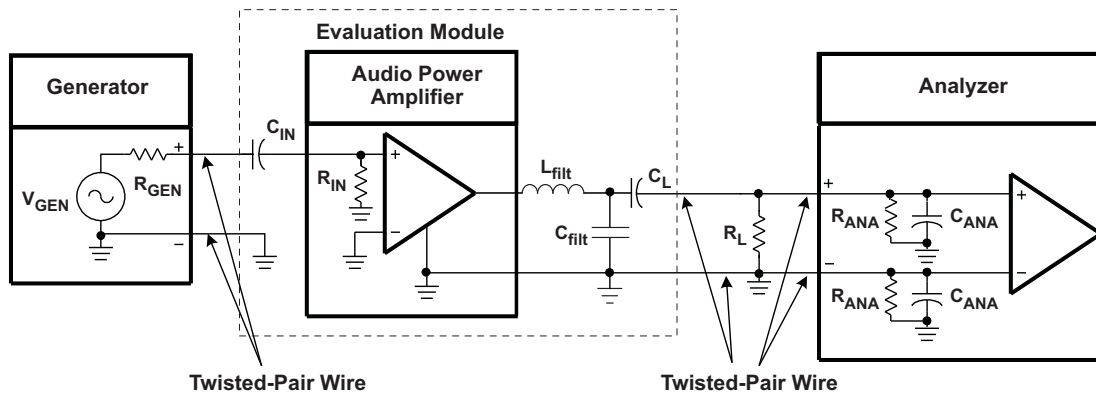 Evaluation Module
Generator
Audio Power
Amplifier
Analyzer
C_IN
+
R_GEN
V_GEN
−
R_IN
+
−
L_filt
C_L
C_filt
R_L
+
R_ANA
C_ANA
+
−
R_ANA
C_ANA
−
Twisted-Pair Wire
Twisted-Pair Wire